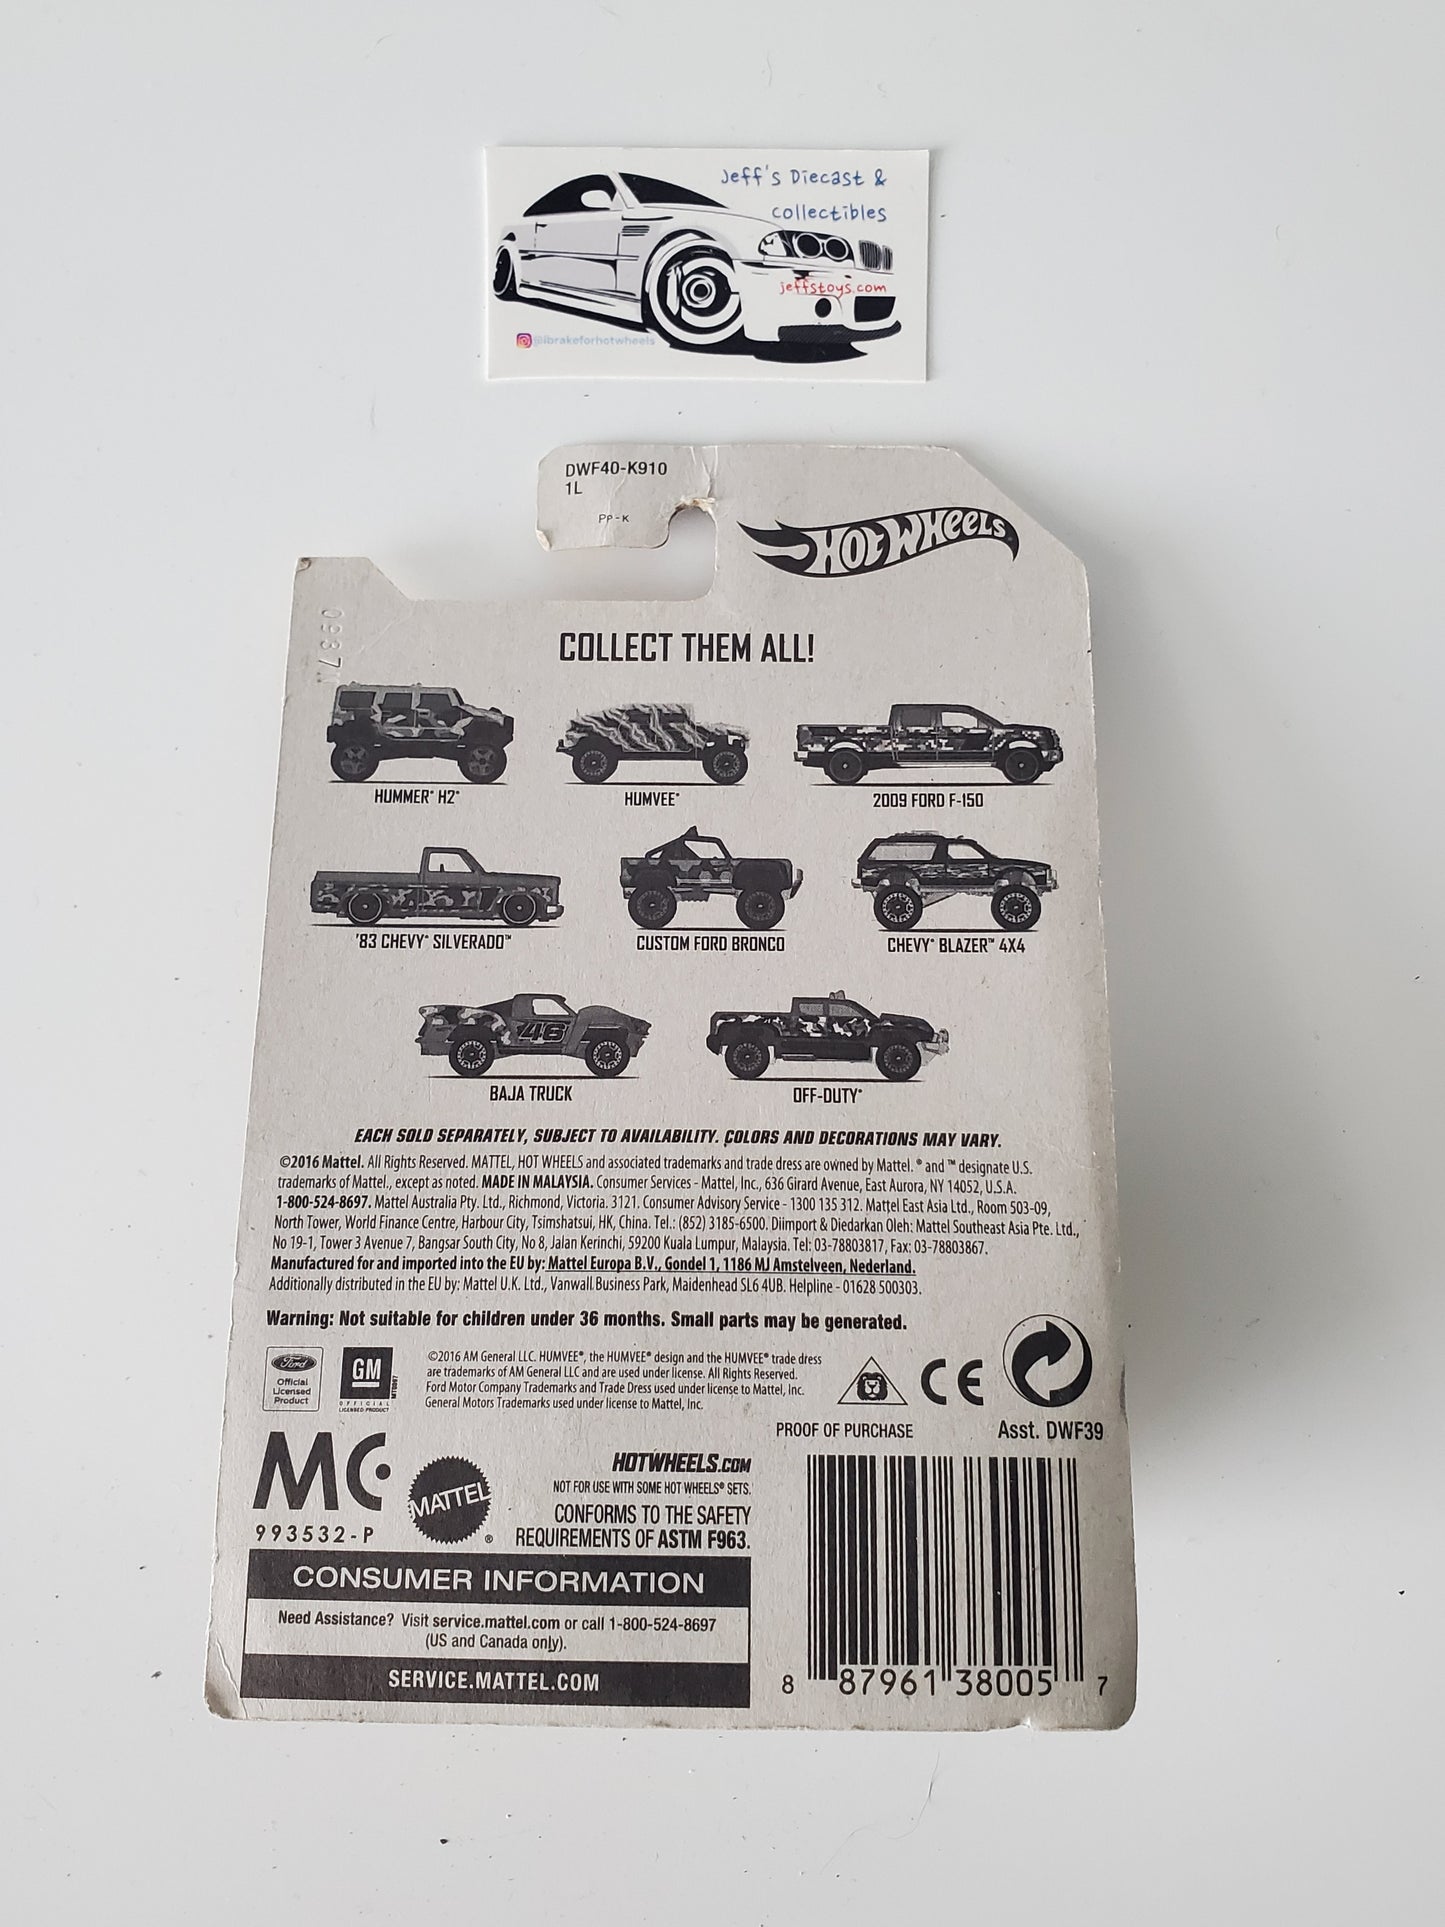 Jeff's Diecast &
collectibles
jeffstoys.com
@ibrakeforhotwheels
DWF40-K910
1L
PP-K
HOT WHEELS
0937
COLLECT THEM ALL!
HUMMER® H2®
HUMVEE®
2009 FORD F-150
'83 CHEVY® SILVERADO™
CUSTOM FORD BRONCO
CHEVY® BLAZER™ 4X4
46
BAJA TRUCK
OFF-DUTY®
EACH SOLD SEPARATELY, SUBJECT TO AVAILABILITY. COLORS AND DECORATIONS MAY VARY.
©2016 Mattel. All Rights Reserved. MATTEL, HOT WHEELS and associated trademarks and trade dress are owned by Mattel. ® and ™ designate U.S.
trademarks of Mattel., except as noted. MADE IN MALAYSIA. Consumer Services - Mattel, Inc., 636 Girard Avenue, East Aurora, NY 14052, U.S.A.
1-800-524-8697. Mattel Australia Pty. Ltd., Richmond, Victoria. 3121. Consumer Advisory Service - 1300 135 312. Mattel East Asia Ltd., Room 503-09,
North Tower, World Finance Centre, Harbour City, Tsimshatsui, HK, China. Tel.: (852) 3185-6500. Diimport & Diedarkan Oleh: Mattel Southeast Asia Pte. Ltd.,
No 19-1, Tower 3 Avenue 7, Bangsar South City, No 8, Jalan Kerinchi, 59200 Kuala Lumpur, Malaysia. Tel: 03-78803817, Fax: 03-78803867.
Manufactured for and imported into the EU by: Mattel Europa B.V., Gondel 1, 1186 MJ Amstelveen, Nederland.
Additionally distributed in the EU by: Mattel U.K. Ltd., Vanwall Business Park, Maidenhead SL6 4UB. Helpline - 01628 500303.
Warning: Not suitable for children under 36 months. Small parts may be generated.
Ford
Official
Licensed
Product
GM
OFFICIAL
LICENSED PRODUCT
©2016 AM General LLC. HUMVEE®, the HUMVEE® design and the HUMVEE® trade dress
are trademarks of AM General LLC and are used under license. All Rights Reserved.
Ford Motor Company Trademarks and Trade Dress used under license to Mattel, Inc.
General Motors Trademarks used under license to Mattel, Inc.
CE
PROOF OF PURCHASE
Asst. DWF39
MC
993532-P
MATTEL®
HOTWHEELS.COM
NOT FOR USE WITH SOME HOT WHEELS® SETS.
CONFORMS TO THE SAFETY
REQUIREMENTS OF ASTM F963.
CONSUMER INFORMATION
Need Assistance? Visit service.mattel.com or call 1-800-524-8697
(US and Canada only).
SERVICE.MATTEL.COM
8 87961 38005 7